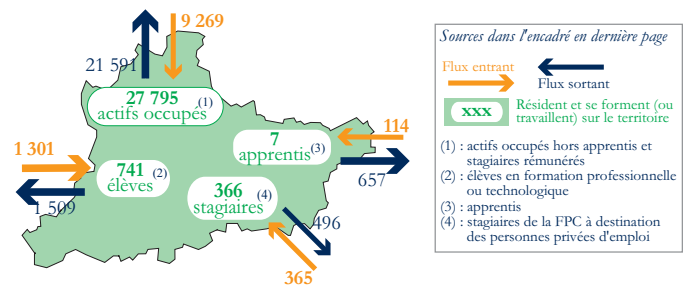 9 269
21 591
27 795 (1)
actifs occupés
7
apprentis(3)
114
657
1 301
741
élèves (2)
1 509
366 (4)
stagiaires
496
365
Sources dans l'encadré en dernière page
Flux entrant
Flux sortant
xxx
Résident et se forment (ou
travaillent) sur le territoire
(1) : actifs occupés hors apprentis et
stagiaires rémunérés
(2) : élèves en formation professionelle
ou technologique
(3) : apprentis
(4) : stagiaires de la FPC à destination
des personnes privées d'emploi